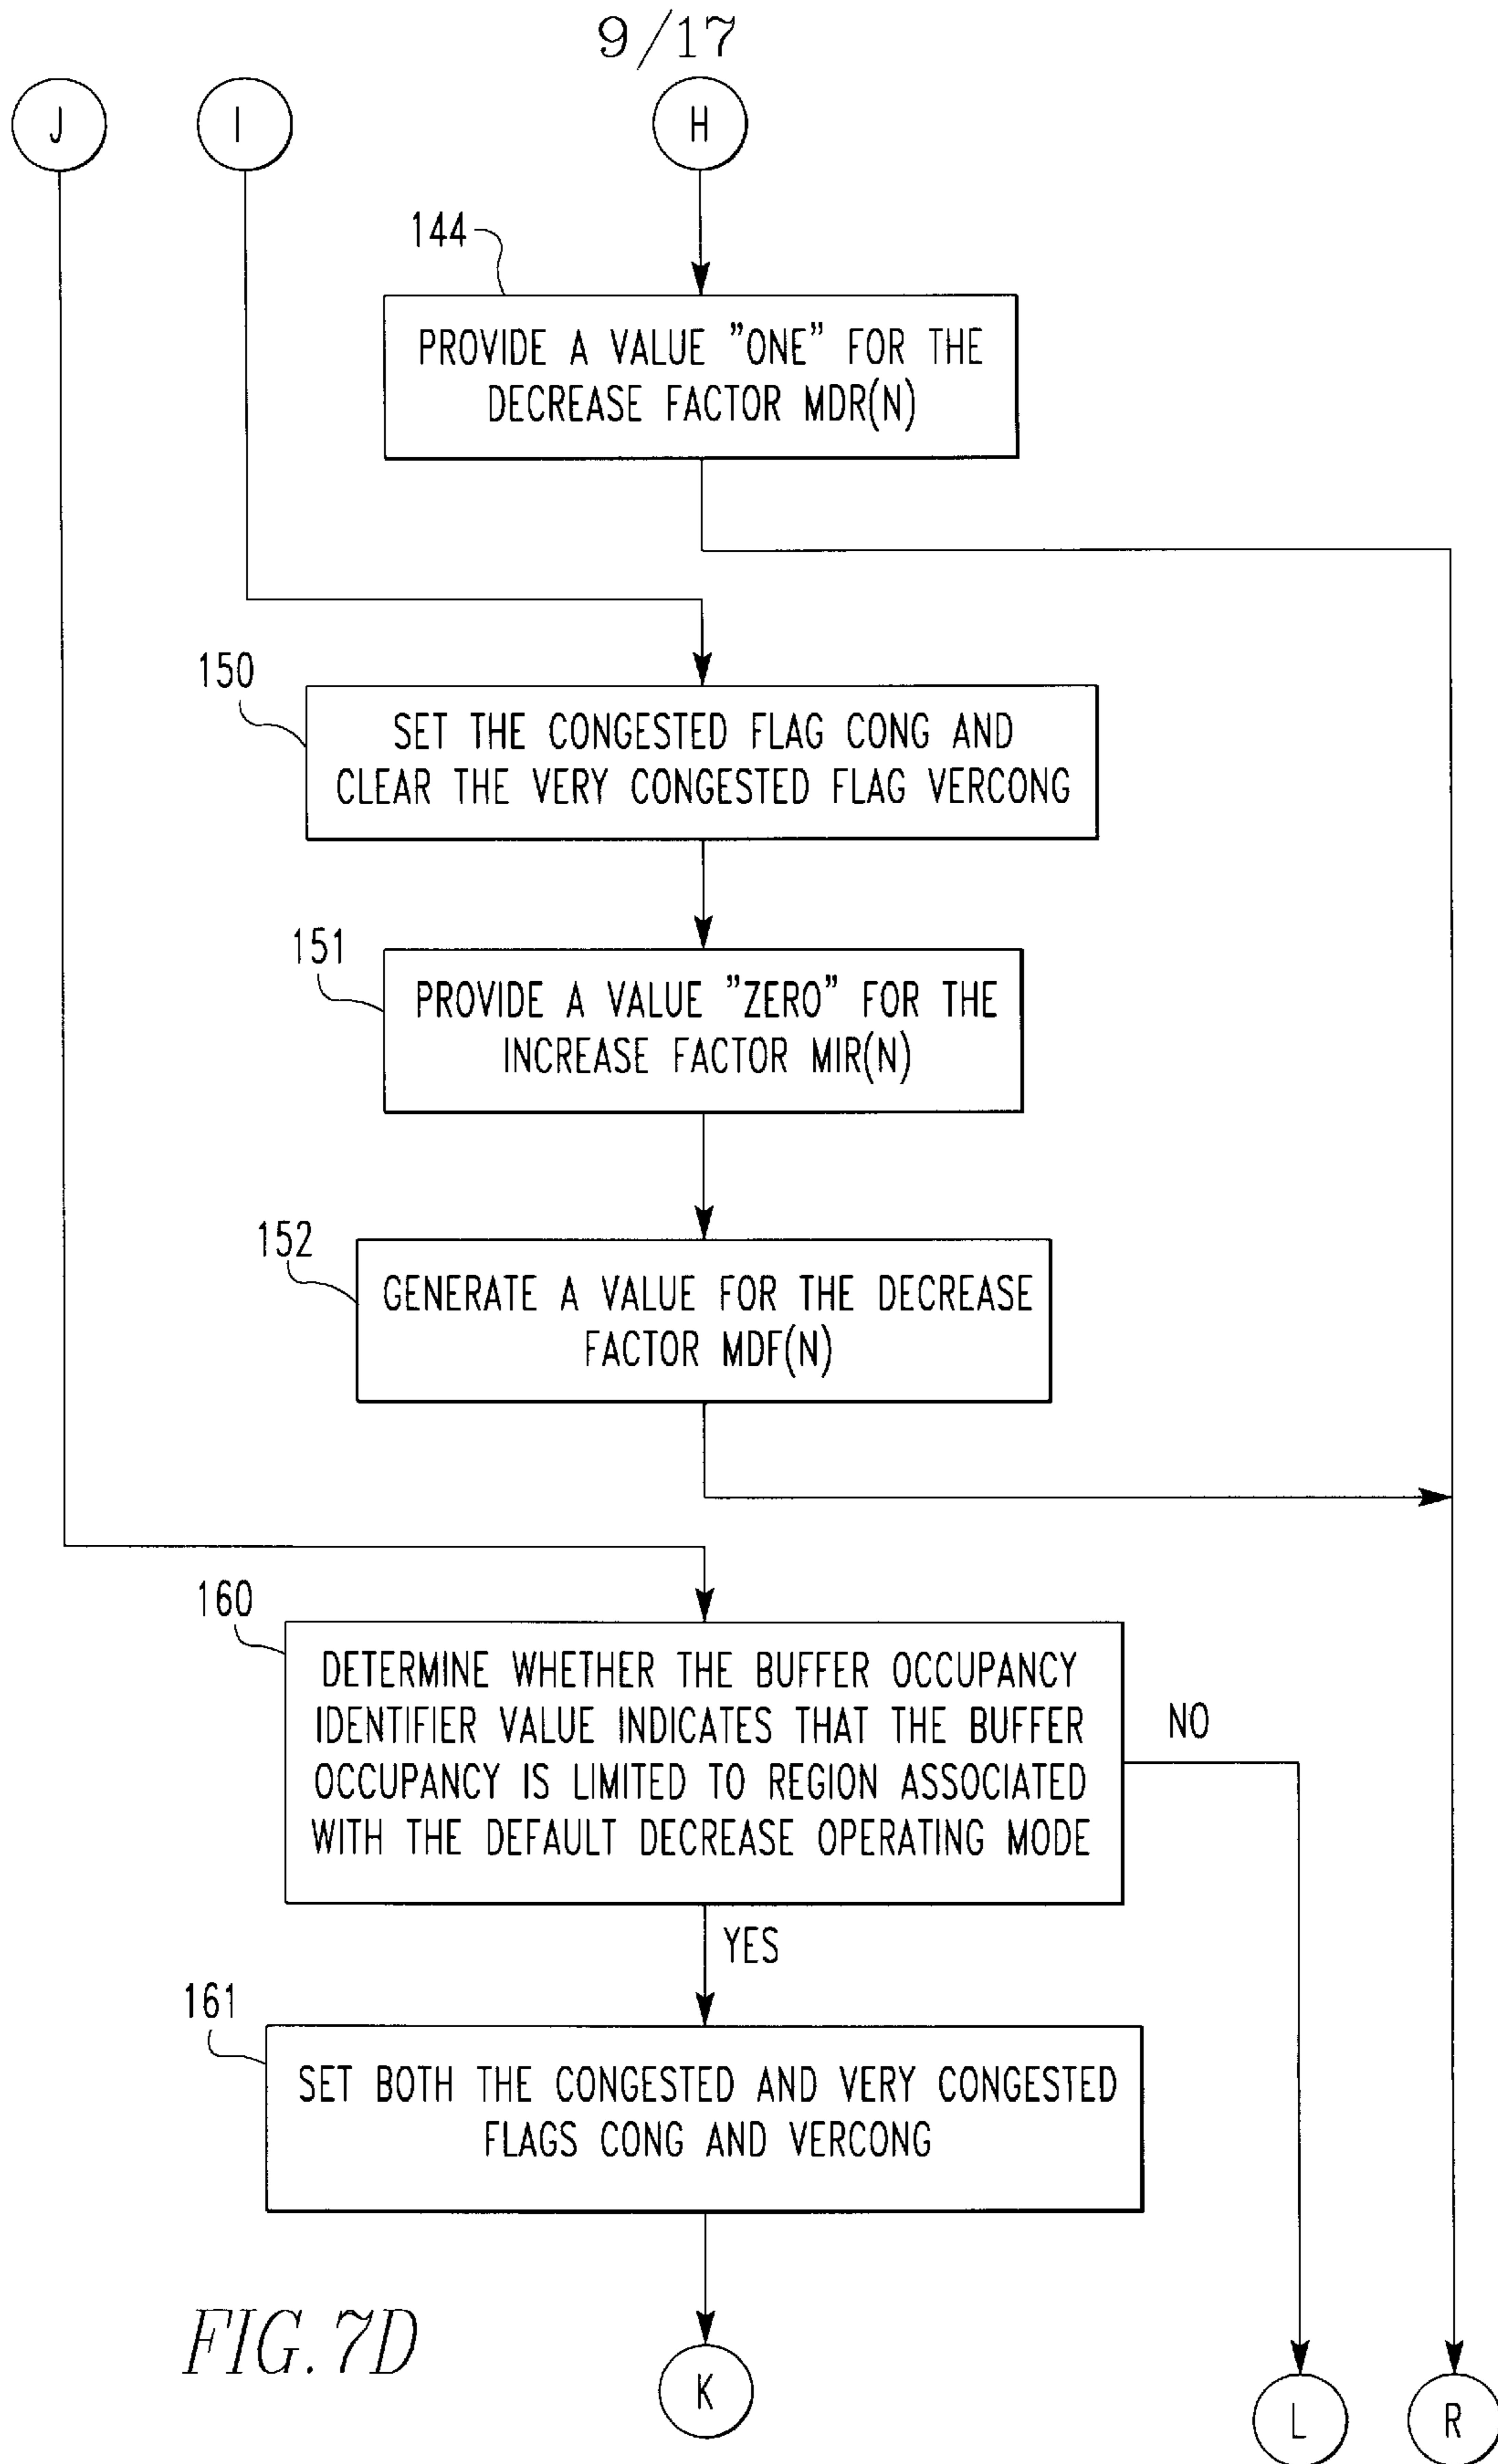 9/17
J
I
H
144
PROVIDE A VALUE "ONE" FOR THE
DECREASE FACTOR MDR(N)
150
SET THE CONGESTED FLAG CONG AND
CLEAR THE VERY CONGESTED FLAG VERCONG
151
PROVIDE A VALUE "ZERO" FOR THE
INCREASE FACTOR MIR(N)
152
GENERATE A VALUE FOR THE DECREASE
FACTOR MDF(N)
160
DETERMINE WHETHER THE BUFFER OCCUPANCY
IDENTIFIER VALUE INDICATES THAT THE BUFFER
OCCUPANCY IS LIMITED TO REGION ASSOCIATED
WITH THE DEFAULT DECREASE OPERATING MODE
NO
YES
161
SET BOTH THE CONGESTED AND VERY CONGESTED
FLAGS CONG AND VERCONG
FIG. 7D
K
L
R